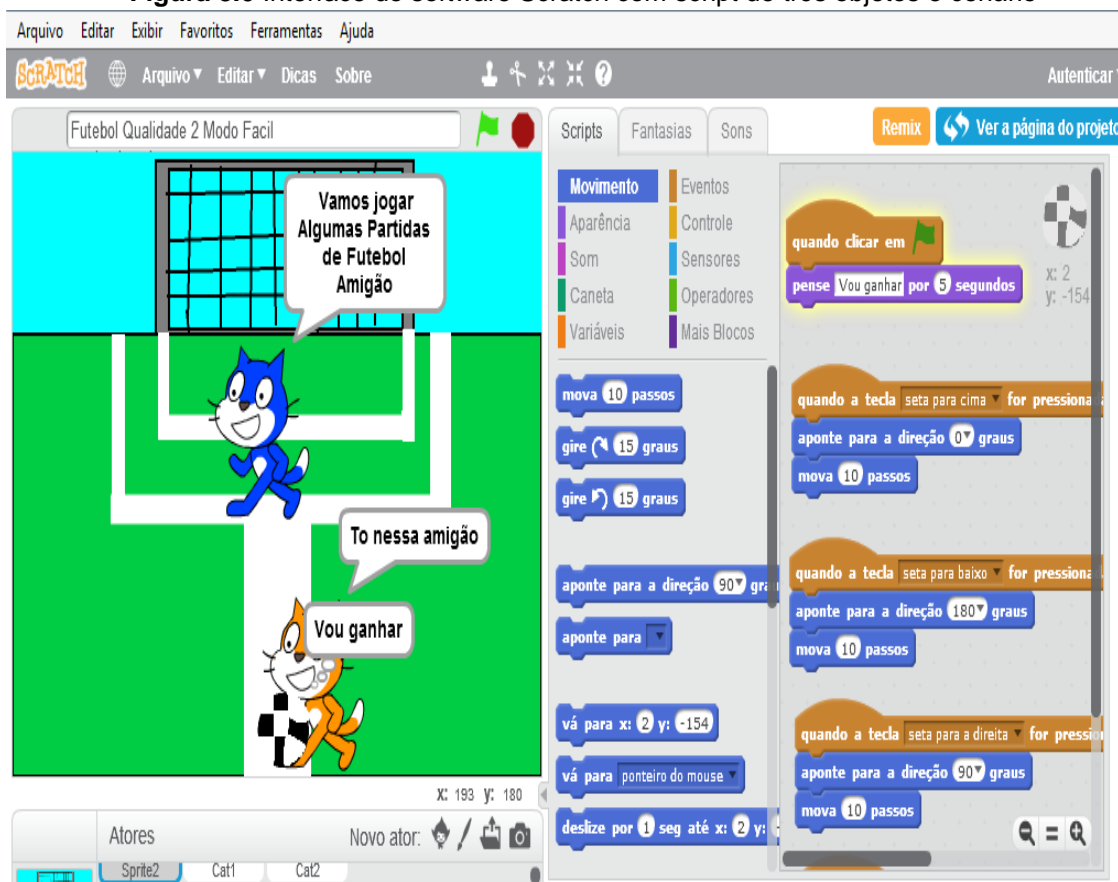 Arquivo Editar Exibir Favoritos Ferramentas Ajuda
SCRATCH Arquivo Editar Dicas Sobre Autenticar
Futebol Qualidade 2 Modo Facil
Vamos jogar
Algumas Partidas
de Futebol
Amigão
To nessa amigão
Vou ganhar
X: 193 y: 180
Atores Novo ator:
Sprite2 Cat1 Cat2
Scripts Fantasias Sons
Remix Ver a página do projeto
Movimento Eventos
Aparência Controle
Som Sensores
Caneta Operadores
Variáveis Mais Blocos
mova 10 passos
gire 15 graus
gire 15 graus
aponte para a direção 90 gra
aponte para
vá para x: 2 y: -154
vá para ponteiro do mouse
deslize por 1 seg até x: 2 y:
quando clicar em
pense Vou ganhar por 5 segundos
x: 2
y: -154
quando a tecla seta para cima for pressiona
aponte para a direção 0 graus
mova 10 passos
quando a tecla seta para baixo for pressiona
aponte para a direção 180 graus
mova 10 passos
quando a tecla seta para a direita for pressio
aponte para a direção 90 graus
mova 10 passos